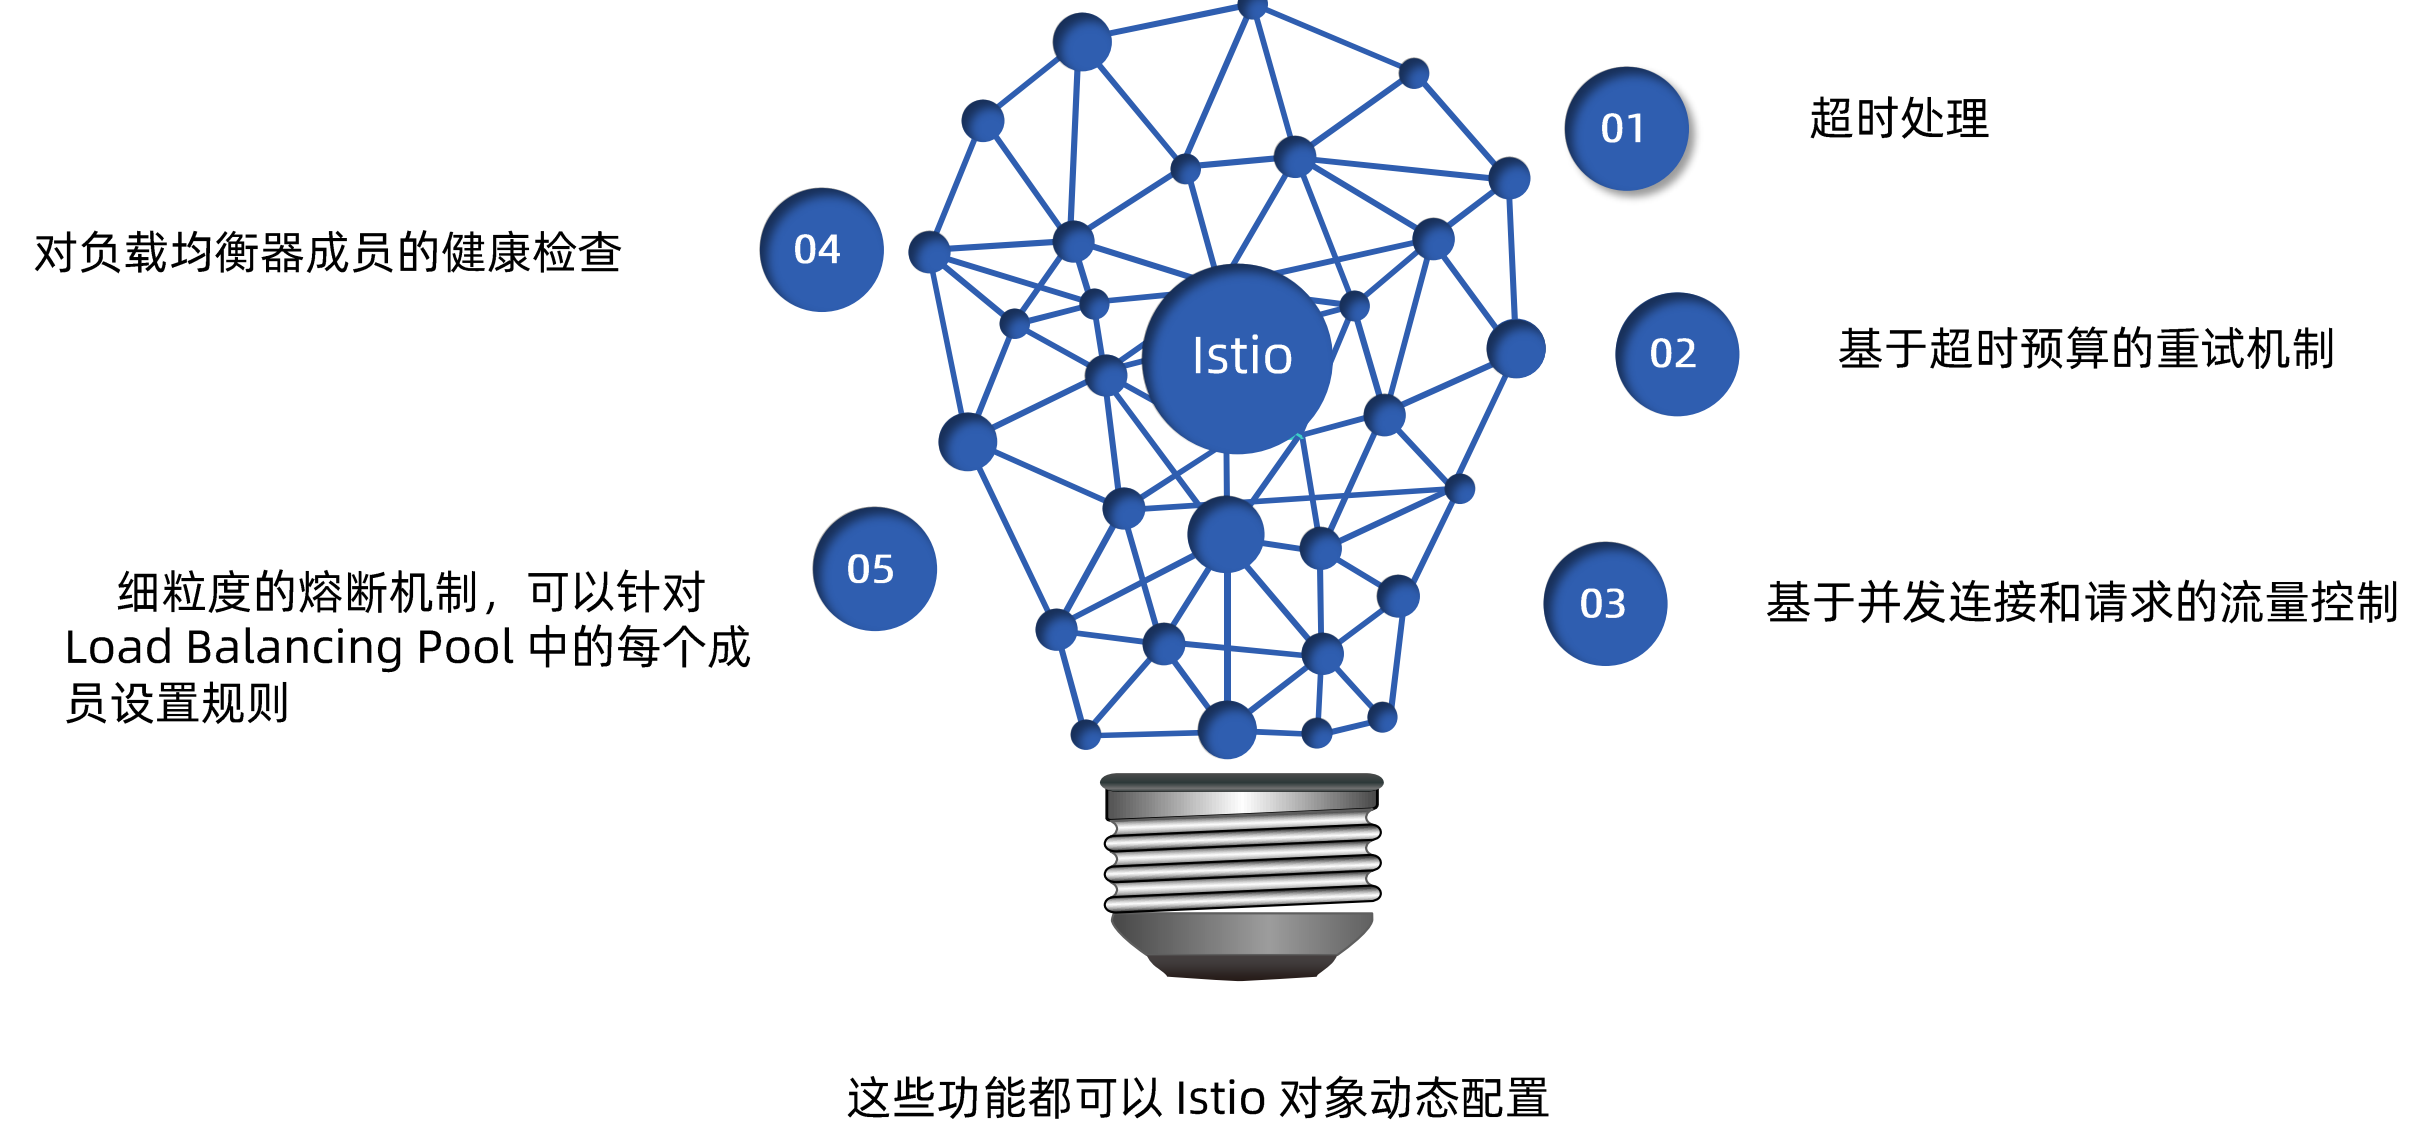 01
超时处理
04
对负载均衡器成员的健康检查
Istio
02
基于超时预算的重试机制
05
细粒度的熔断机制，可以针对
Load Balancing Pool 中的每个成
员设置规则
03
基于并发连接和请求的流量控制
这些功能都可以 Istio 对象动态配置